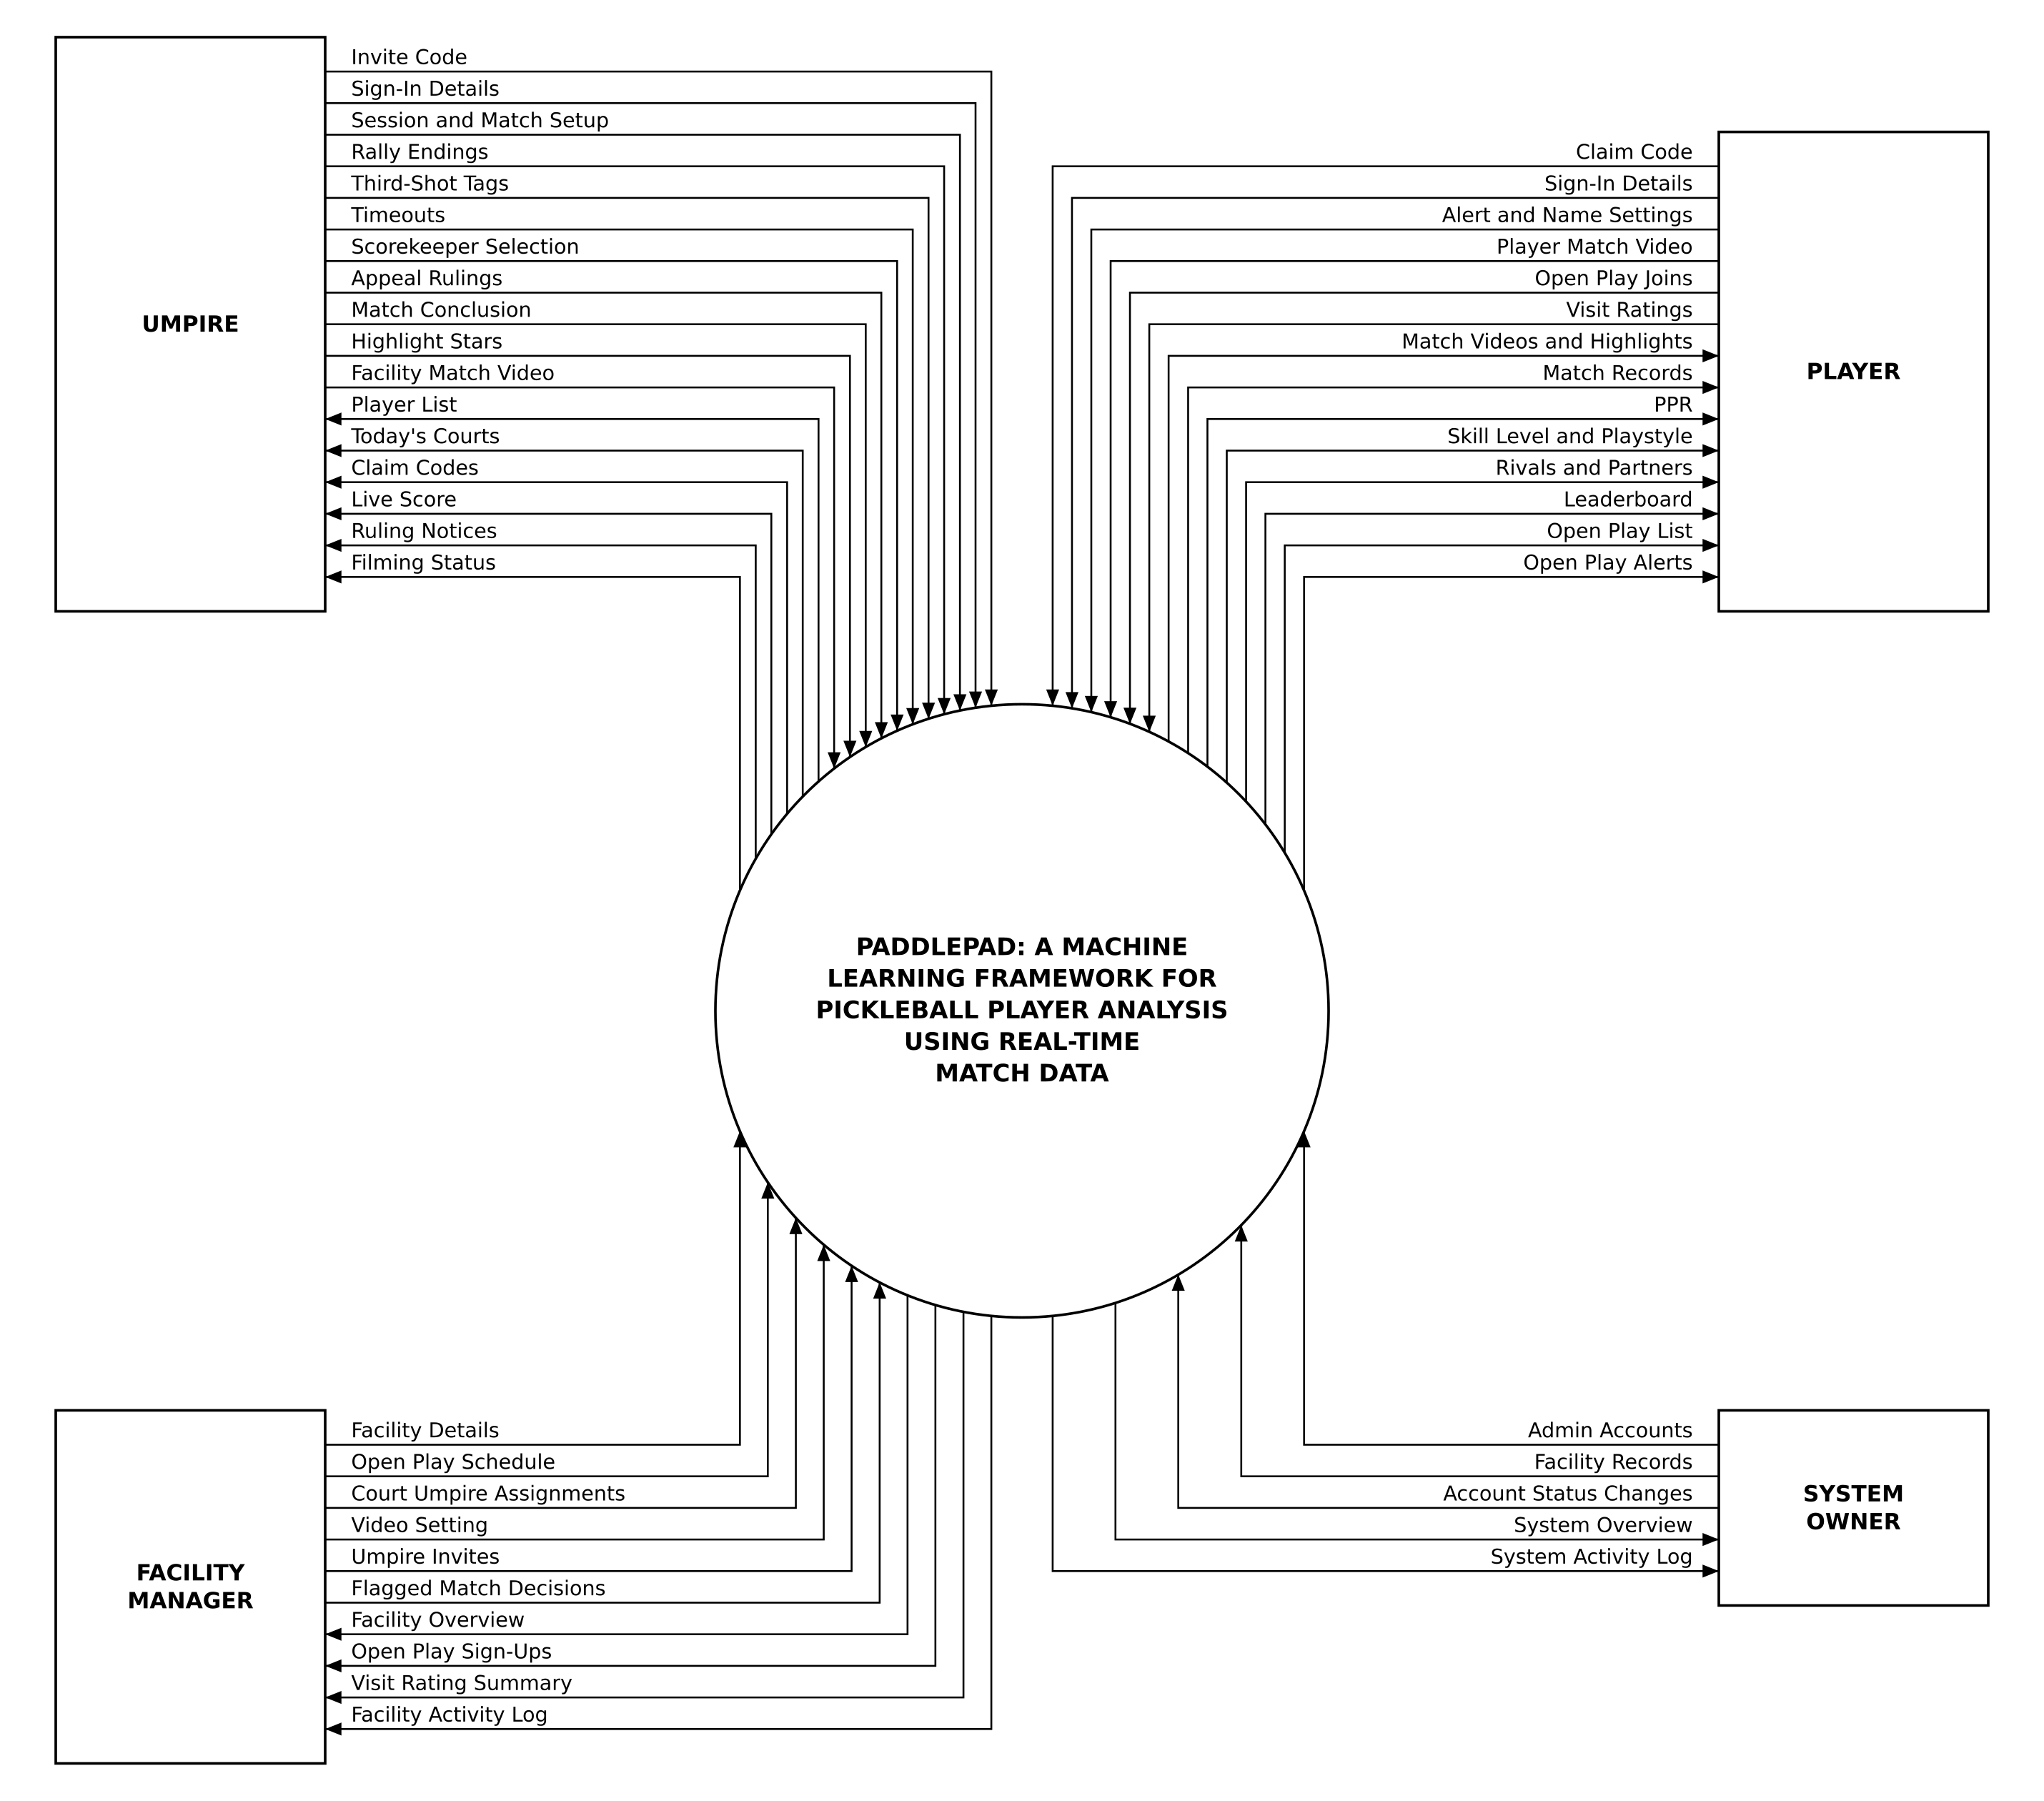 Invite Code
Sign-In Details
Session and Match Setup
Rally Endings
Third-Shot Tags
Timeouts
Scorekeeper Selection
Appeal Rulings
Match Conclusion
Highlight Stars
Facility Match Video
Player List
Today's Courts
Claim Codes
Live Score
Ruling Notices
Filming Status
UMPIRE
Claim Code
Sign-In Details
Alert and Name Settings
Player Match Video
Open Play Joins
Visit Ratings
Match Videos and Highlights
Match Records
PPR
Skill Level and Playstyle
Rivals and Partners
Leaderboard
Open Play List
Open Play Alerts
PLAYER
PADDLEPAD: A MACHINE
LEARNING FRAMEWORK FOR
PICKLEBALL PLAYER ANALYSIS
USING REAL-TIME
MATCH DATA
Facility Details
Open Play Schedule
Court Umpire Assignments
Video Setting
Umpire Invites
Flagged Match Decisions
Facility Overview
Open Play Sign-Ups
Visit Rating Summary
Facility Activity Log
FACILITY
MANAGER
Admin Accounts
Facility Records
Account Status Changes
System Overview
System Activity Log
SYSTEM
OWNER